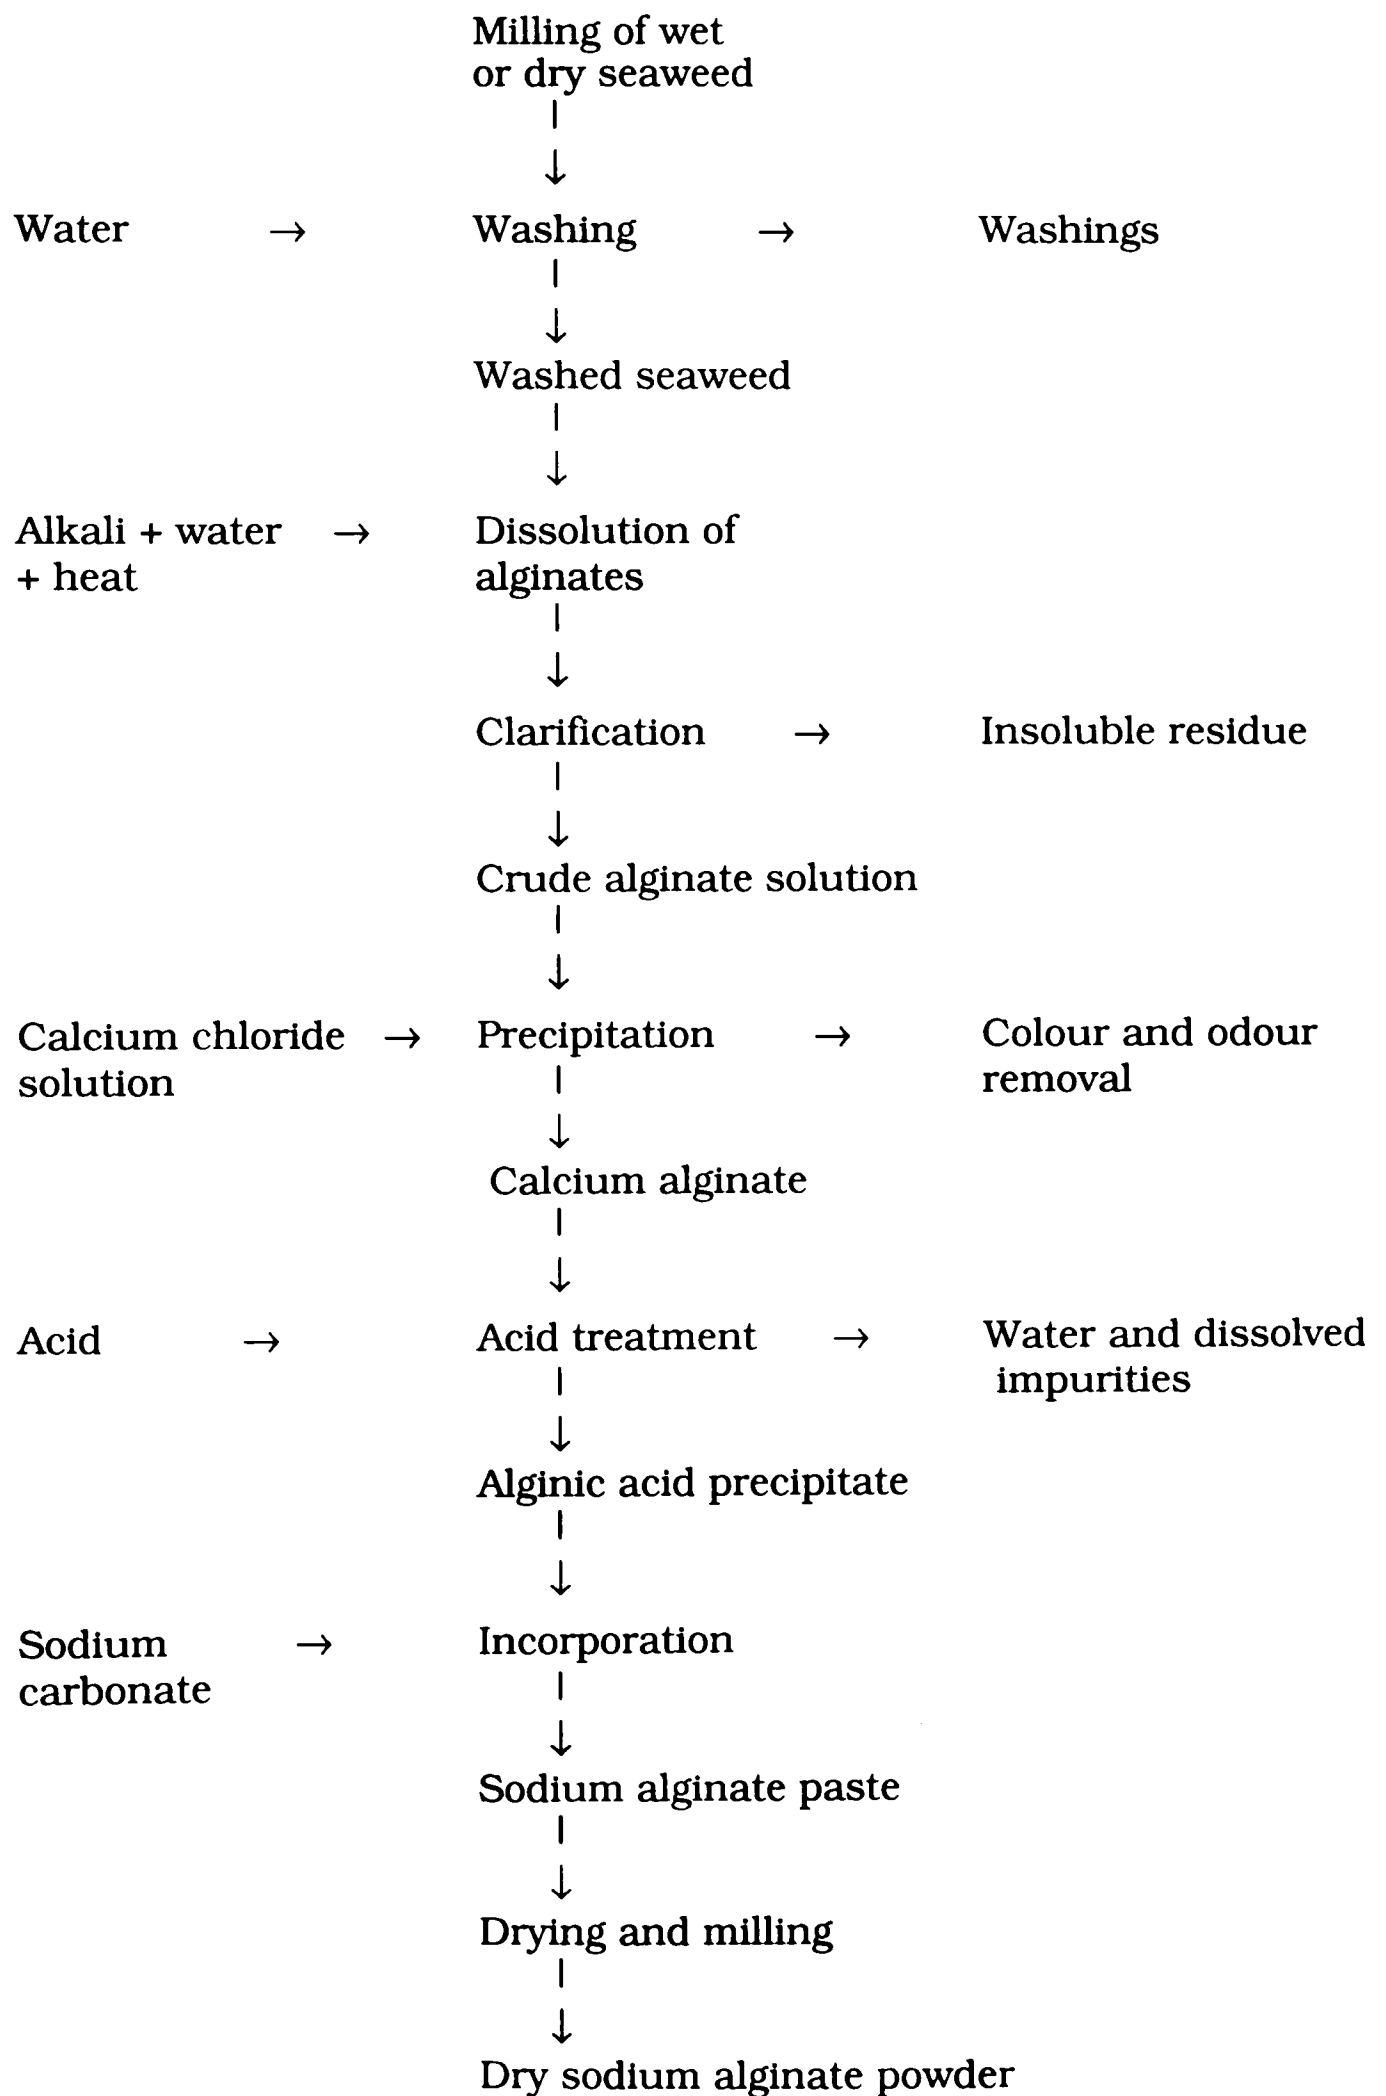 Milling of wet
or dry seaweed
Water → Washing → Washings
Washed seaweed
Alkali + water → Dissolution of
+ heat alginates
Clarification → Insoluble residue
Crude alginate solution
Calcium chloride → Precipitation → Colour and odour
solution removal
Calcium alginate
Acid → Acid treatment → Water and dissolved
impurities
Alginic acid precipitate
Sodium → Incorporation
carbonate
Sodium alginate paste
Drying and milling
Dry sodium alginate powder